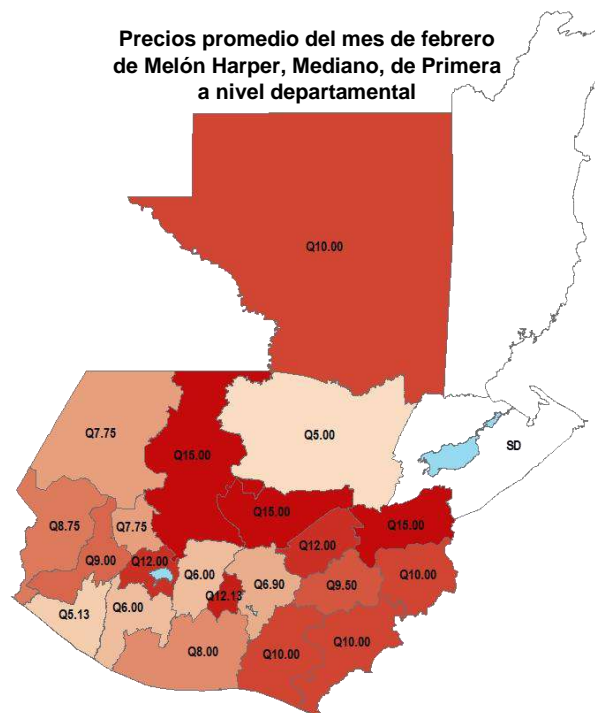 Precios promedio del mes de febrero
de Melón Harper, Mediano, de Primera
a nivel departamental
Q10.00
Q7.75
Q15.00
Q5.00
SD
Q8.75
Q7.75
Q15.00
Q15.00
Q9.00
Q12.00
Q12.00
Q6.00
Q12.13
Q6.90
Q9.50
Q10.00
Q5.13
Q6.00
Q8.00
Q10.00
Q10.00